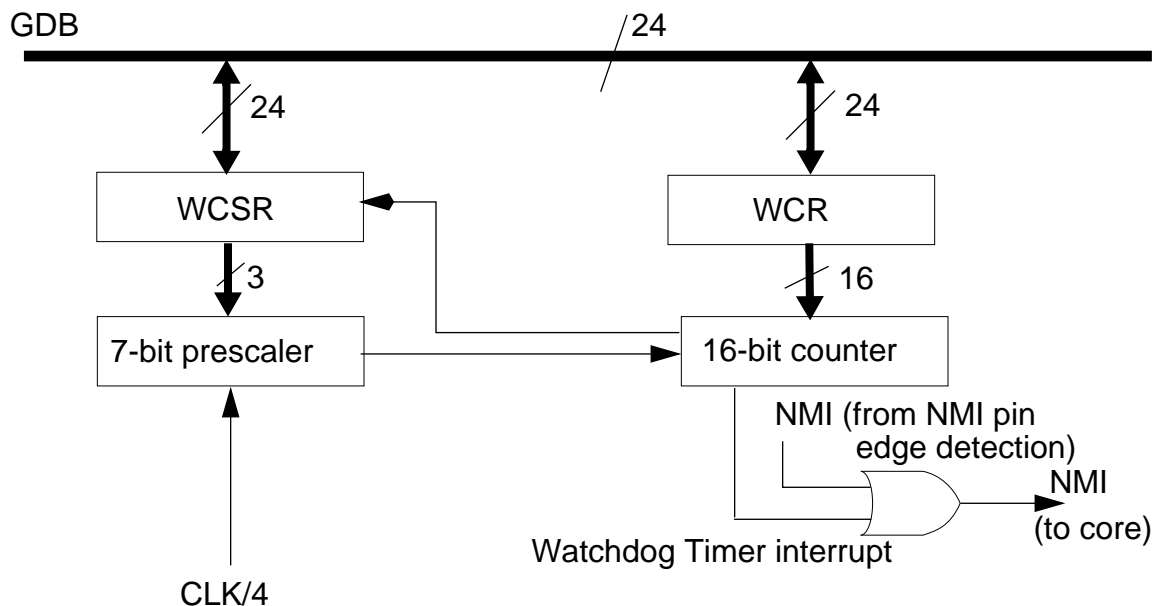 GDB
24
24
24
WCSR
WCR
3
16
7-bit prescaler
16-bit counter
NMI (from NMI pin
edge detection)
NMI
(to core)
Watchdog Timer interrupt
CLK/4